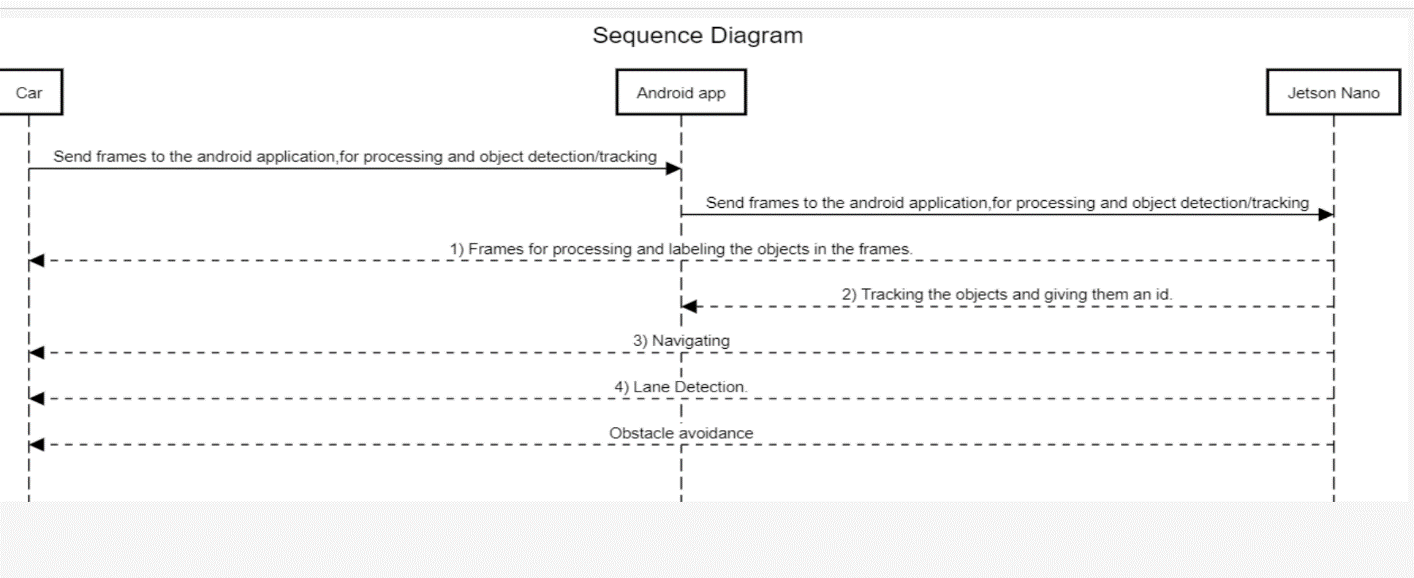 Sequence Diagram
Car
Android app
Jetson Nano
Send frames to the android application,for processing and object detection/tracking
Send frames to the android application,for processing and object detection/tracking
1) Frames for processing and labeling the objects in the frames.
2) Tracking the objects and giving them an id.
3) Navigating
4) Lane Detection.
Obstacle avoidance